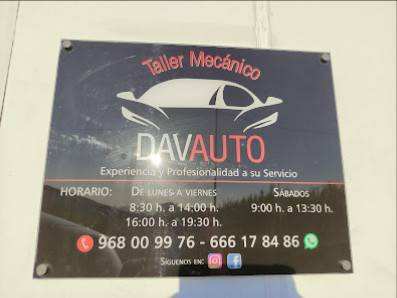 Taller Mecánico
DAVAUTO
Experiencia y Profesionalidad a su Servicio
HORARIO: DE LUNES A VIERNES SÁBADOS
8:30 h. a 14:00 h. 9:00 h. a 13:30 h.
16:00 h. a 19:30 h.
968 00 99 76 - 666 17 84 86
SÍGUENOS EN: